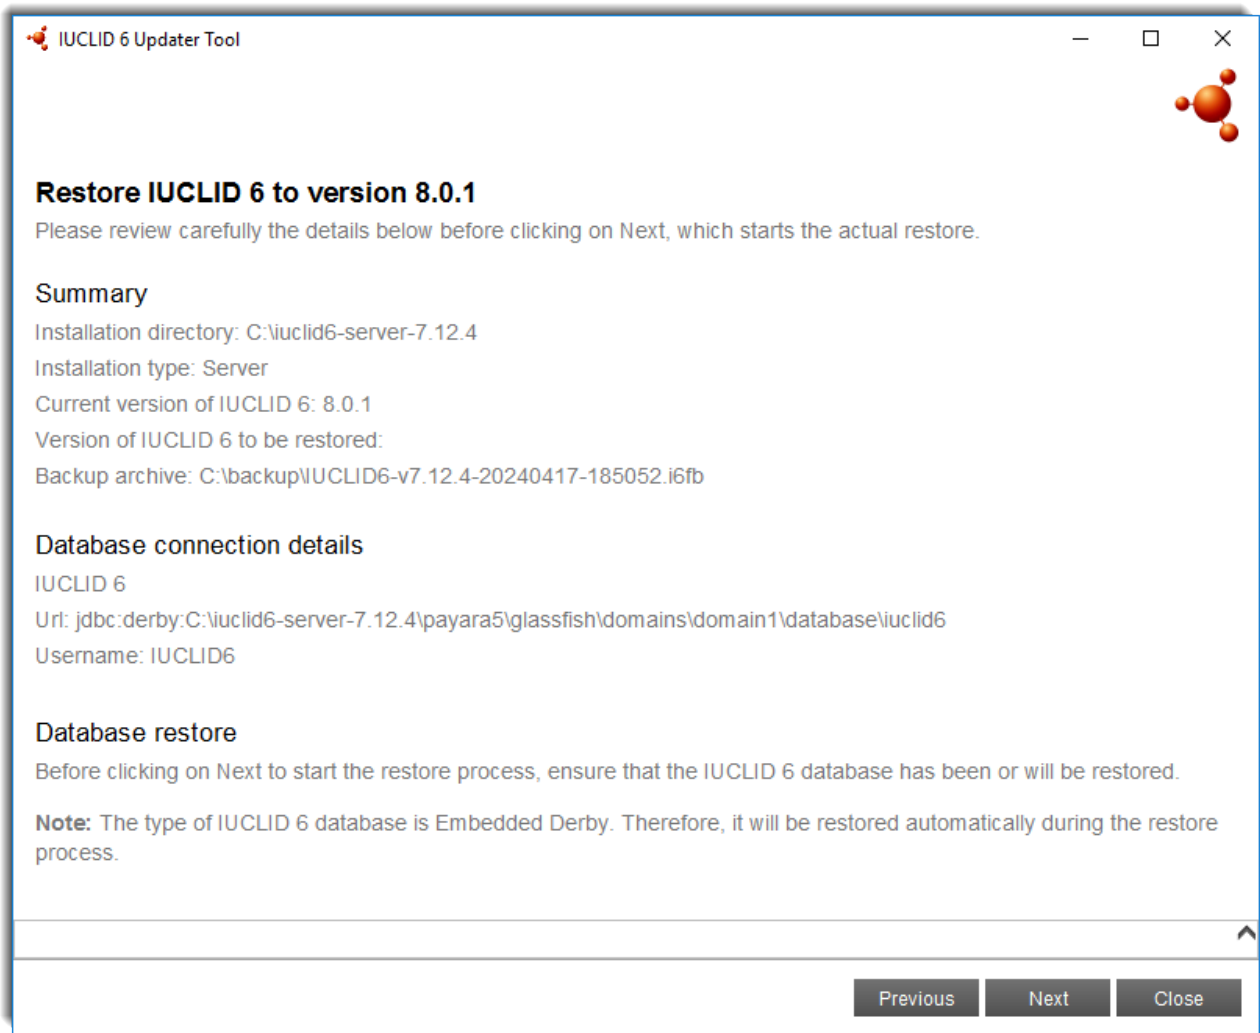 IUCLID 6 Updater Tool
Restore IUCLID 6 to version 8.0.1
Please review carefully the details below before clicking on Next, which starts the actual restore.
Summary
Installation directory: C:\iuclid6-server-7.12.4
Installation type: Server
Current version of IUCLID 6: 8.0.1
Version of IUCLID 6 to be restored:
Backup archive: C:\backup\IUCLID6-v7.12.4-20240417-185052.i6fb
Database connection details
IUCLID 6
Url: jdbc:derby:C:\iuclid6-server-7.12.4\payara5\glassfish\domains\domain1\database\iuclid6
Username: IUCLID6
Database restore
Before clicking on Next to start the restore process, ensure that the IUCLID 6 database has been or will be restored.
Note: The type of IUCLID 6 database is Embedded Derby. Therefore, it will be restored automatically during the restore
process.
Previous Next Close